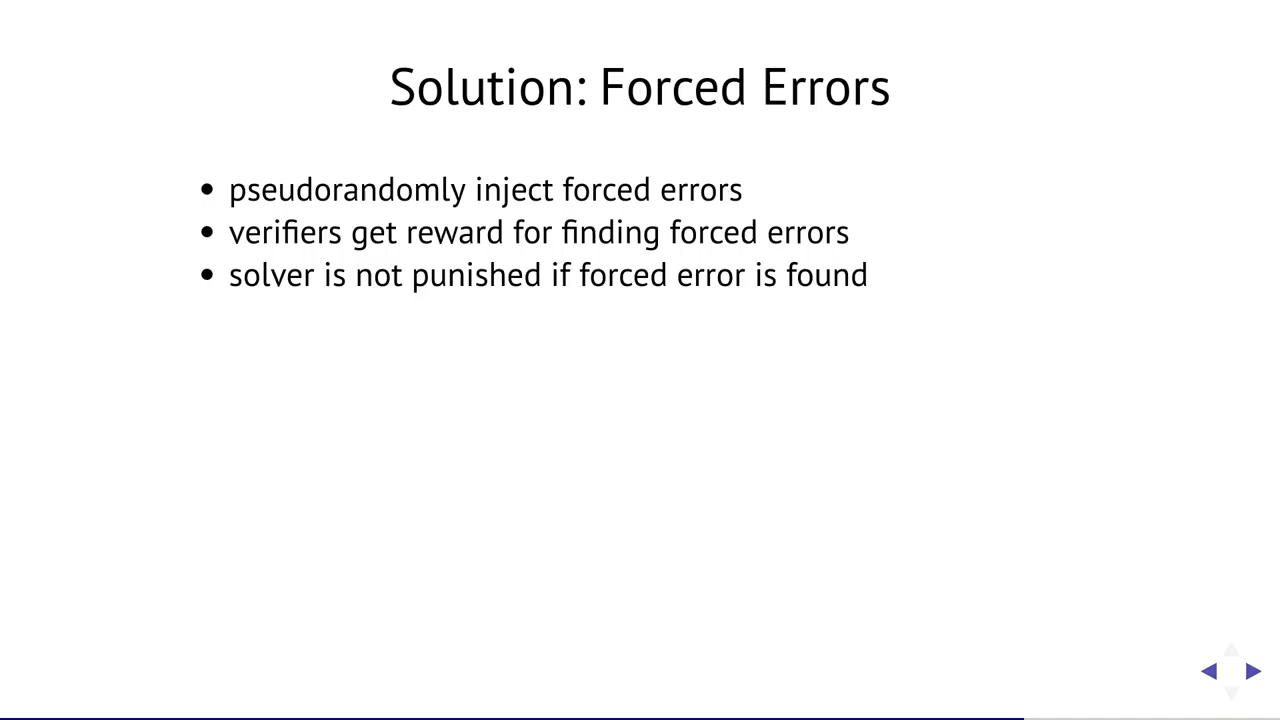 Solution: Forced Errors
• pseudorandomly inject forced errors
• verifiers get reward for finding forced errors
• solver is not punished if forced error is found